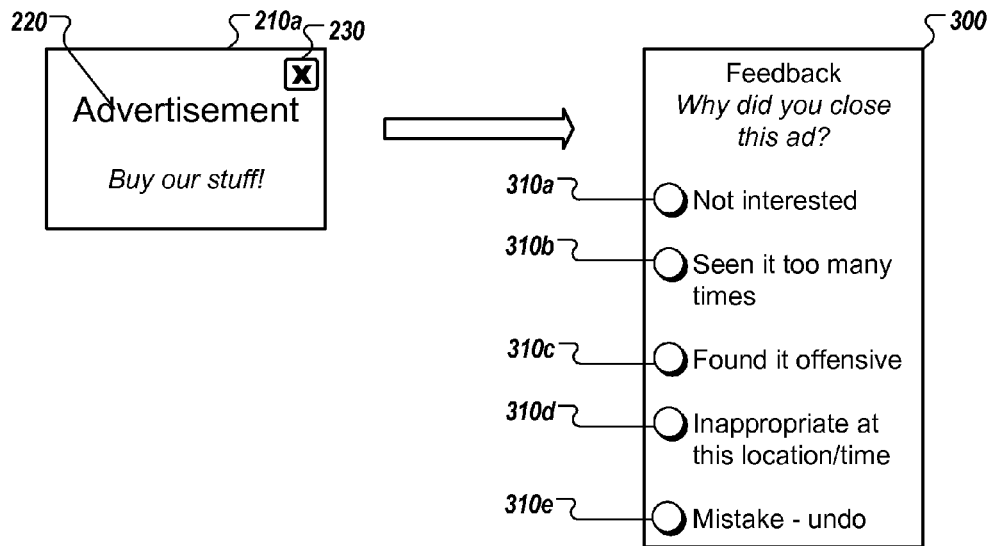 220
210a
230
X
Advertisement
Buy our stuff!
300
Feedback
Why did you close
this ad?
310a
Not interested
310b
Seen it too many
times
310c
Found it offensive
310d
Inappropriate at
this location/time
310e
Mistake - undo